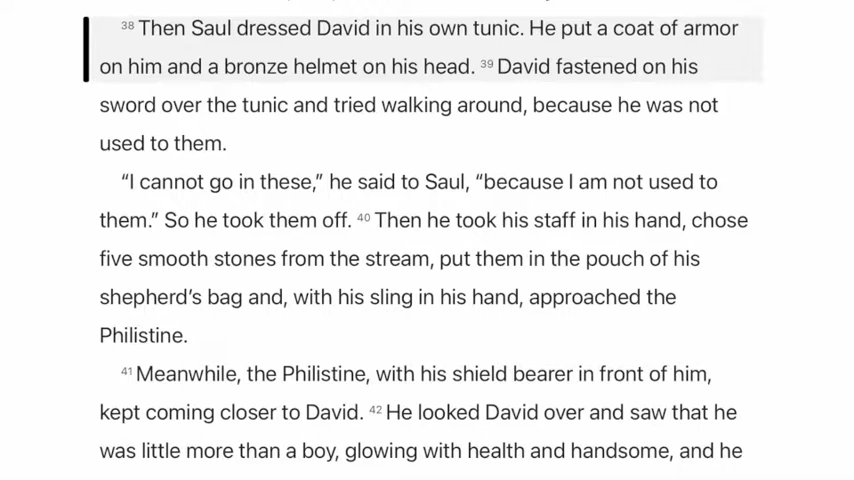 38 Then Saul dressed David in his own tunic. He put a coat of armor
on him and a bronze helmet on his head. 39 David fastened on his
sword over the tunic and tried walking around, because he was not
used to them.
“I cannot go in these,” he said to Saul, “because I am not used to
them.” So he took them off. 40 Then he took his staff in his hand, chose
five smooth stones from the stream, put them in the pouch of his
shepherd’s bag and, with his sling in his hand, approached the
Philistine.
41 Meanwhile, the Philistine, with his shield bearer in front of him,
kept coming closer to David. 42 He looked David over and saw that he
was little more than a boy, glowing with health and handsome, and he